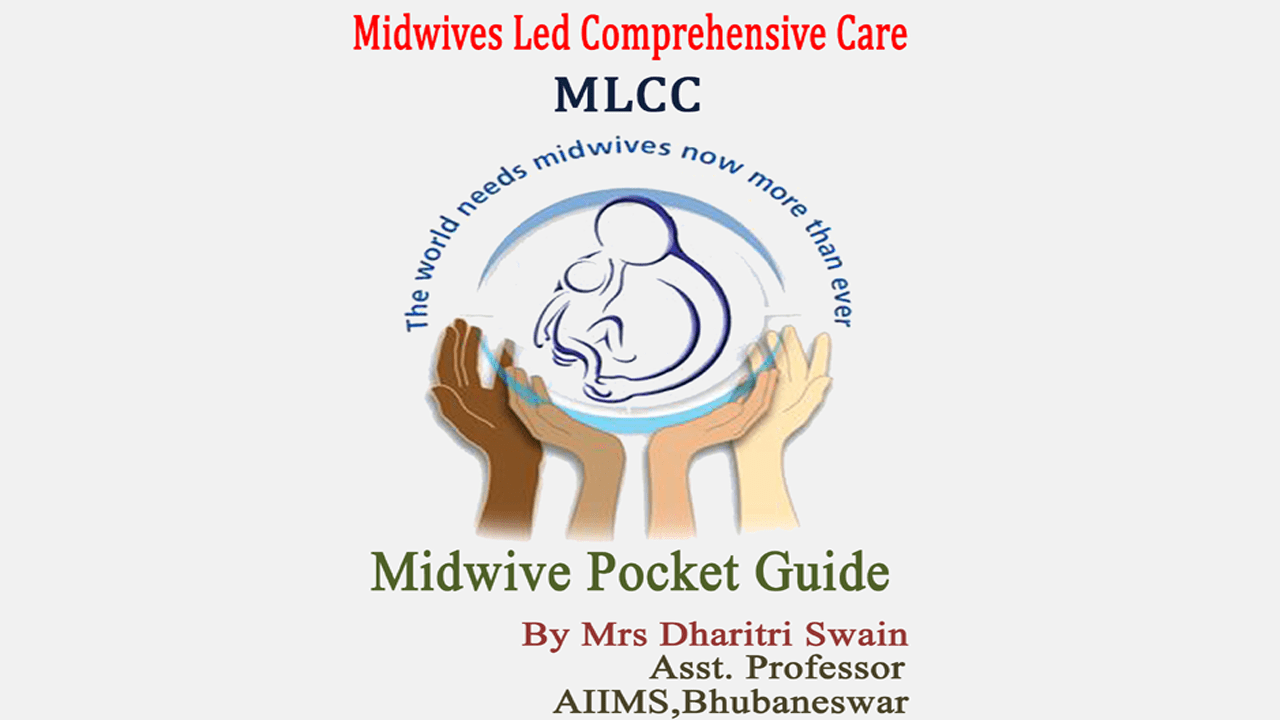 Midwives Led Comprehensive Care
MLCC
The world needs midwives now more than ever
Midwive Pocket Guide
By Mrs Dharitri Swain
Asst. Professor
AIIMS,Bhubaneswar